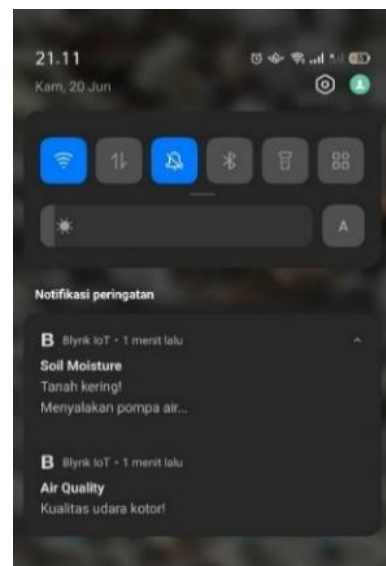 21.11
Kam, 20 Jun
A
Notifikasi peringatan
B Blynk IoT • 1 menit lalu
Soil Moisture
Tanah kering!
Menyalakan pompa air...
B Blynk IoT • 1 menit lalu
Air Quality
Kualitas udara kotor!